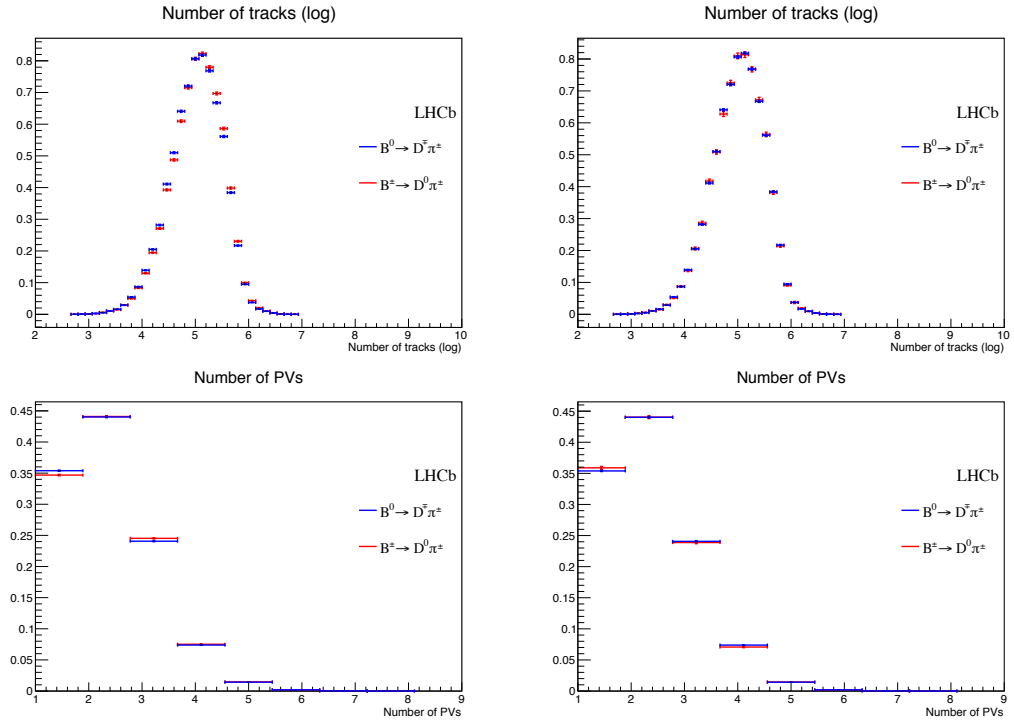 Number of tracks (log)
0.8
0.7
0.6
0.5
0.4
0.3
0.2
0.1
0
LHCb
B⁰→ D∓π±
B±→ D⁰π±
2 3 4 5 6 7 8 9 10
Number of tracks (log)
Number of tracks (log)
0.8
0.7
0.6
0.5
0.4
0.3
0.2
0.1
0
LHCb
B⁰→ D∓π±
B±→ D⁰π±
2 3 4 5 6 7 8 9 10
Number of tracks (log)
Number of PVs
0.45
0.4
0.35
0.3
0.25
0.2
0.15
0.1
0.05
0
LHCb
B⁰→ D∓π±
B±→ D⁰π±
1 2 3 4 5 6 7 8 9
Number of PVs
Number of PVs
0.45
0.4
0.35
0.3
0.25
0.2
0.15
0.1
0.05
0
LHCb
B⁰→ D∓π±
B±→ D⁰π±
1 2 3 4 5 6 7 8 9
Number of PVs